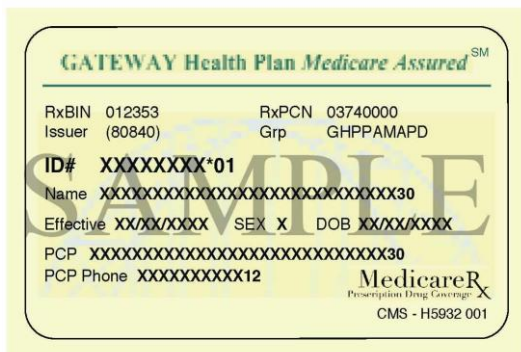 GATEWAY Health Plan Medicare Assured SM
RxBIN 012353 RxPCN 03740000
Issuer (80840) Grp GHPPAMAPD
ID# XXXXXXXX*01
SAMPLE
Name XXXXXXXXXXXXXXXXXXXXXXXXXXXX30
Effective XX/XX/XXXX SEX X DOB XX/XX/XXXX
PCP XXXXXXXXXXXXXXXXXXXXXXXXXXXX30
PCP Phone XXXXXXXXXX12
MedicareRx
Prescription Drug Coverage
CMS - H5932 001